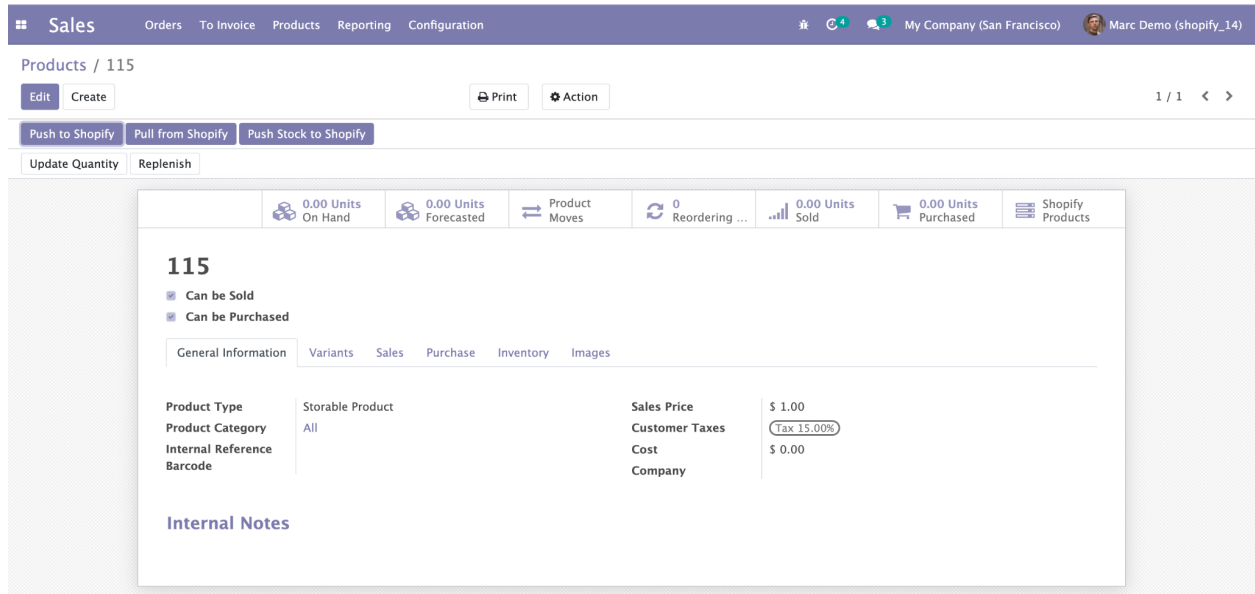 Sales Orders To Invoice Products Reporting Configuration 4 3 My Company (San Francisco) Marc Demo (shopify_14)
Products / 115
Edit Create Print Action 1 / 1
Push to Shopify Pull from Shopify Push Stock to Shopify
Update Quantity Replenish
0.00 Units
On Hand
0.00 Units
Forecasted
Product
Moves
0
Reordering ...
0.00 Units
Sold
0.00 Units
Purchased
Shopify
Products
115
Can be Sold
Can be Purchased
General Information Variants Sales Purchase Inventory Images
Product Type Storable Product
Product Category All
Internal Reference
Barcode
Sales Price $ 1.00
Customer Taxes Tax 15.00%
Cost $ 0.00
Company
Internal Notes